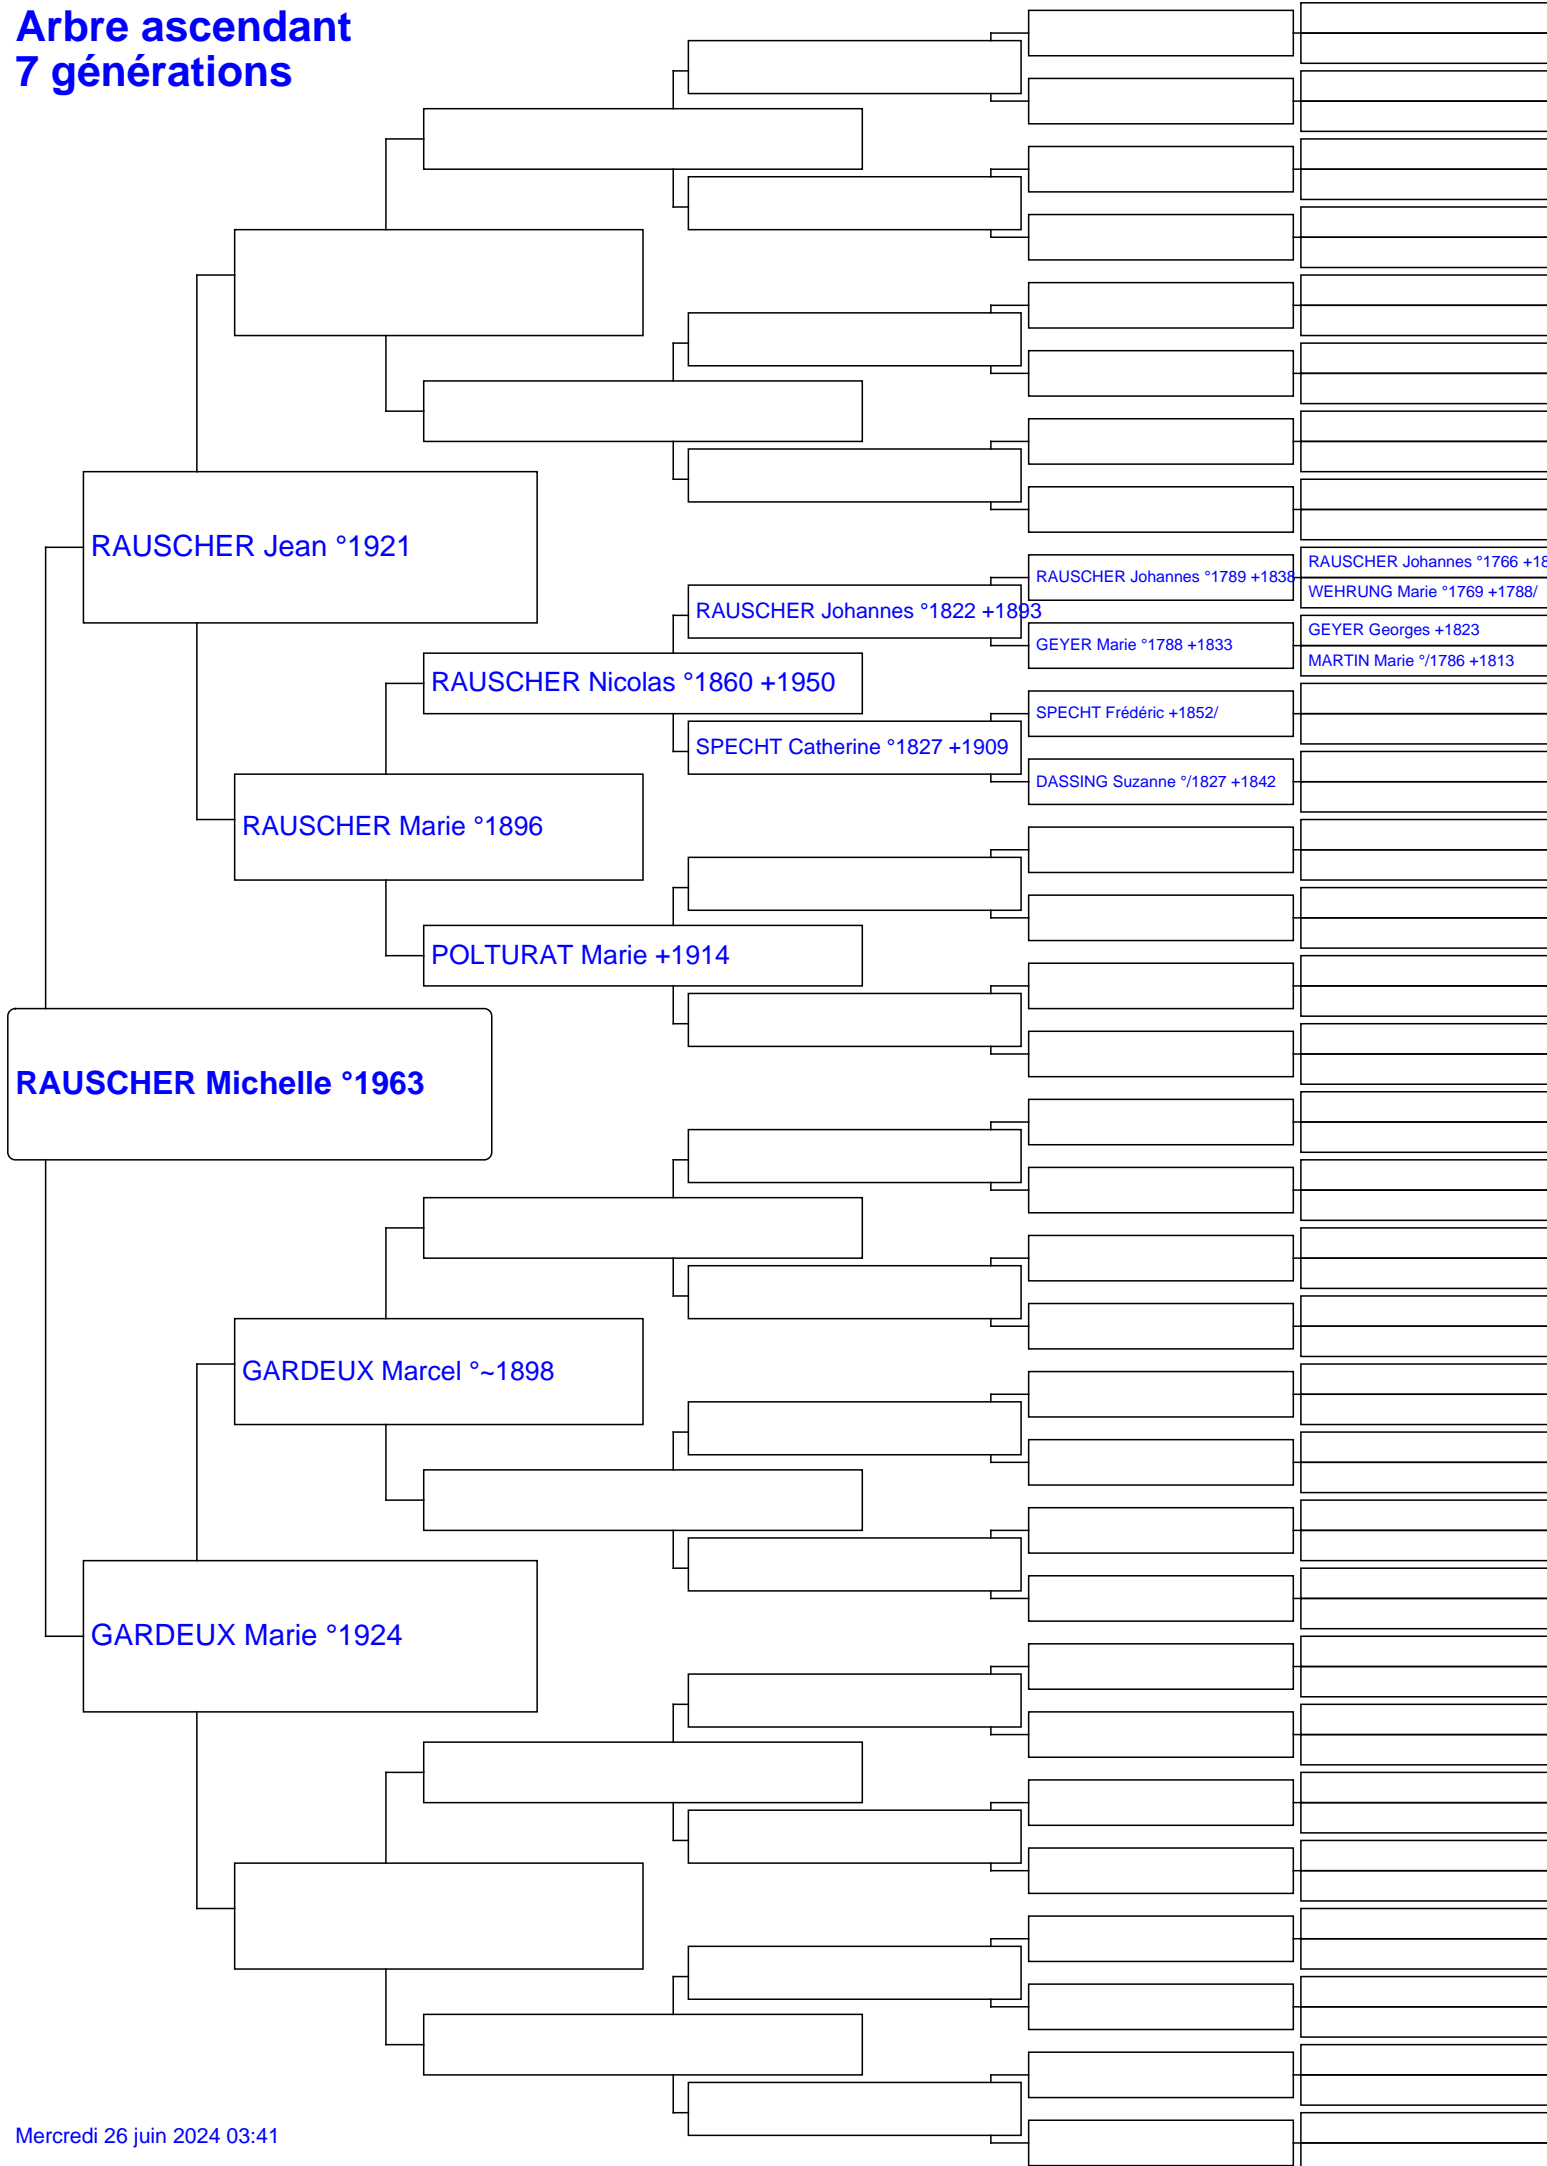 Arbre ascendant
7 générations
RAUSCHER Jean °1921
RAUSCHER Johannes °1766 +18
RAUSCHER Johannes °1789 +1838
WEHRUNG Marie °1769 +1788/
RAUSCHER Johannes °1822 +1893
GEYER Georges +1823
GEYER Marie °1788 +1833
MARTIN Marie °/1786 +1813
RAUSCHER Nicolas °1860 +1950
SPECHT Frédéric +1852/
SPECHT Catherine °1827 +1909
DASSING Suzanne °/1827 +1842
RAUSCHER Marie °1896
POLTURAT Marie +1914
RAUSCHER Michelle °1963
GARDEUX Marcel °~1898
GARDEUX Marie °1924
Mercredi 26 juin 2024 03:41